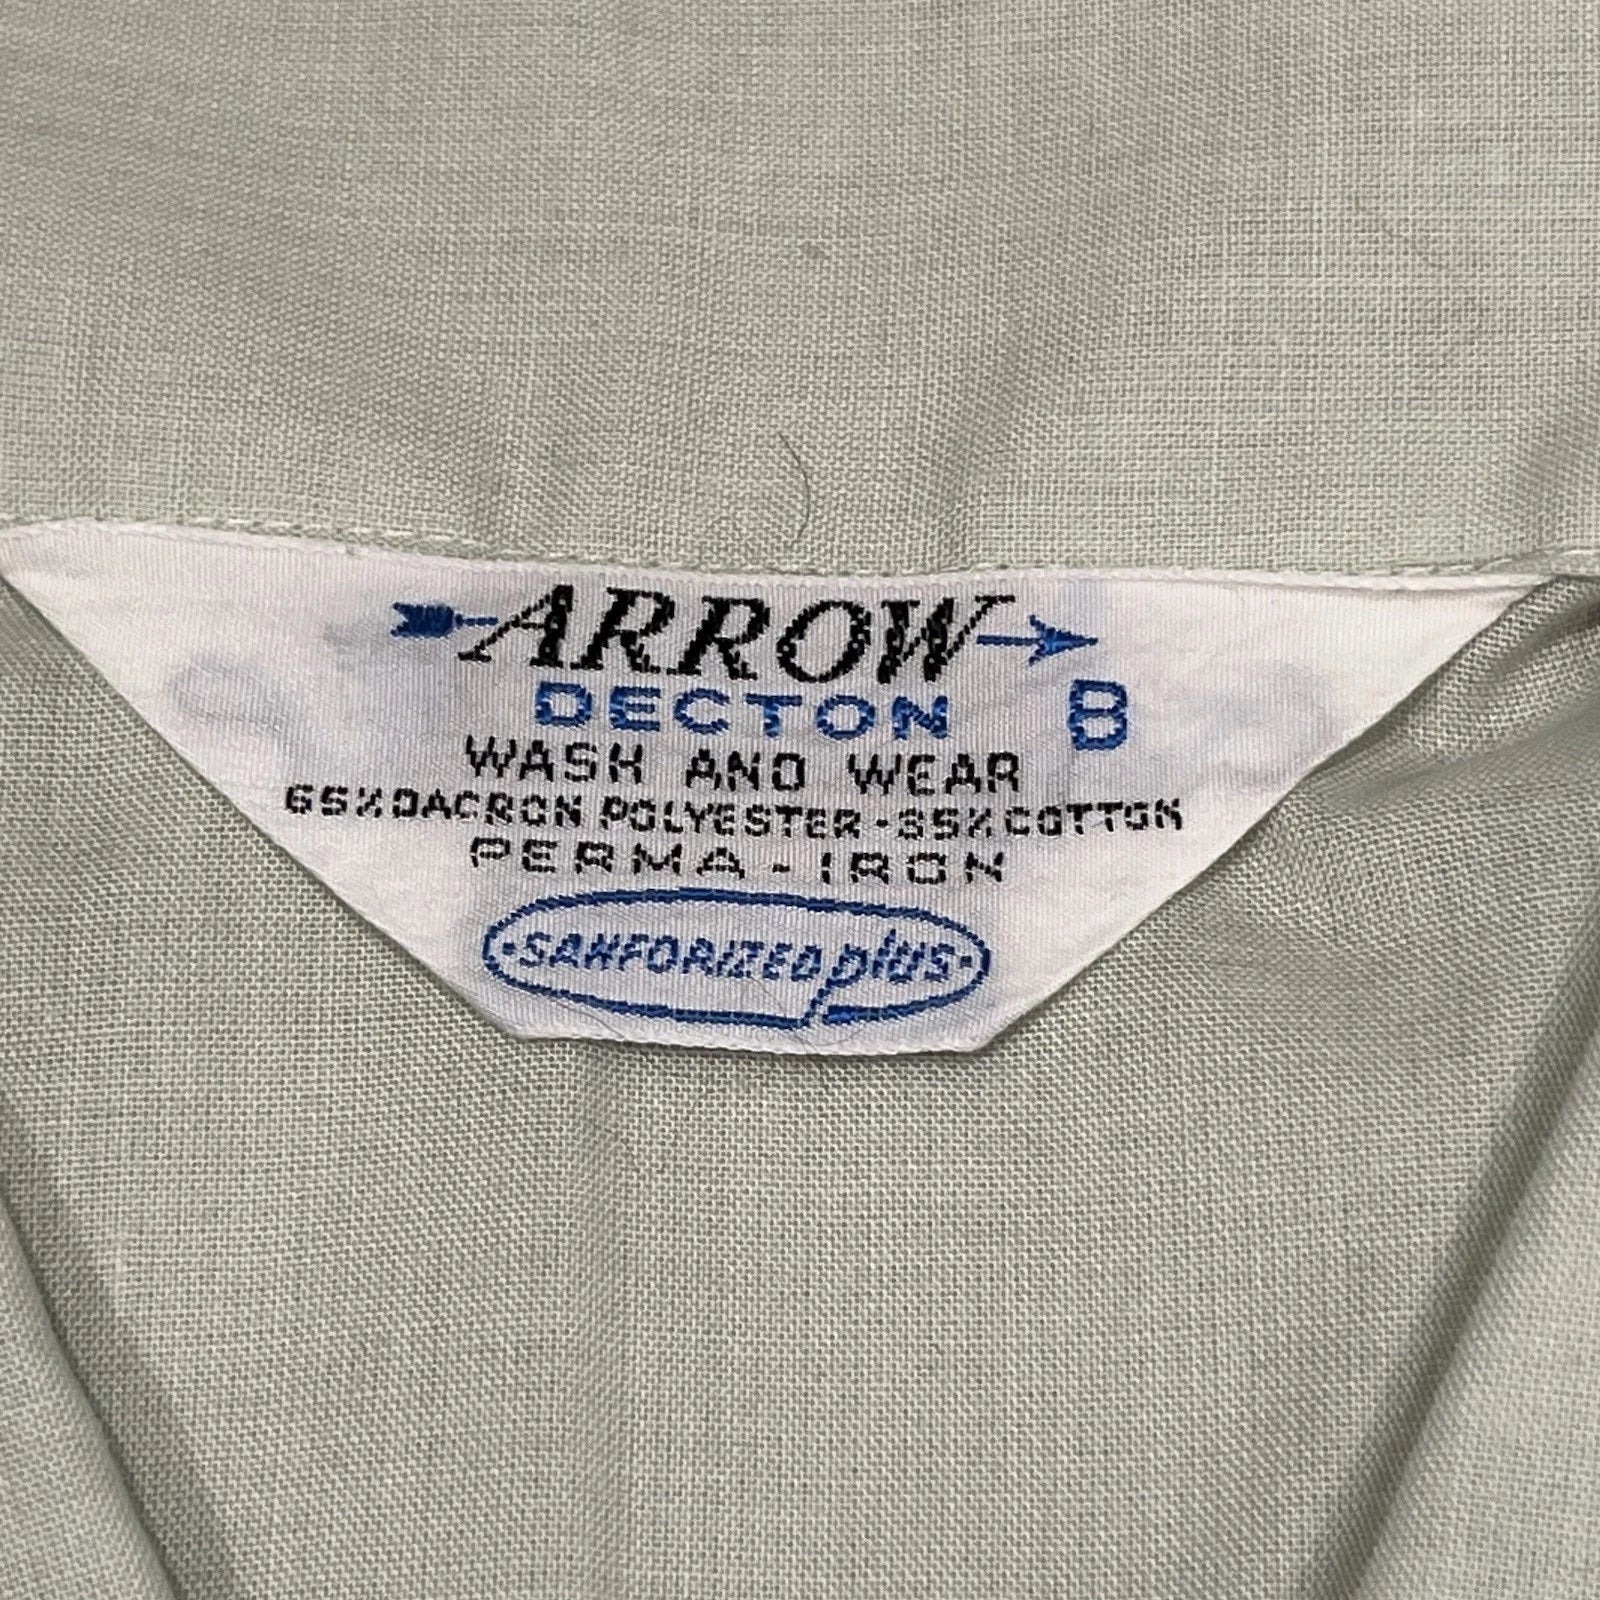 ARROW
DECTON B
WASH AND WEAR
65% DACRON POLYESTER · 35% COTTON
PERMA - IRON
·SANFORIZED plus·